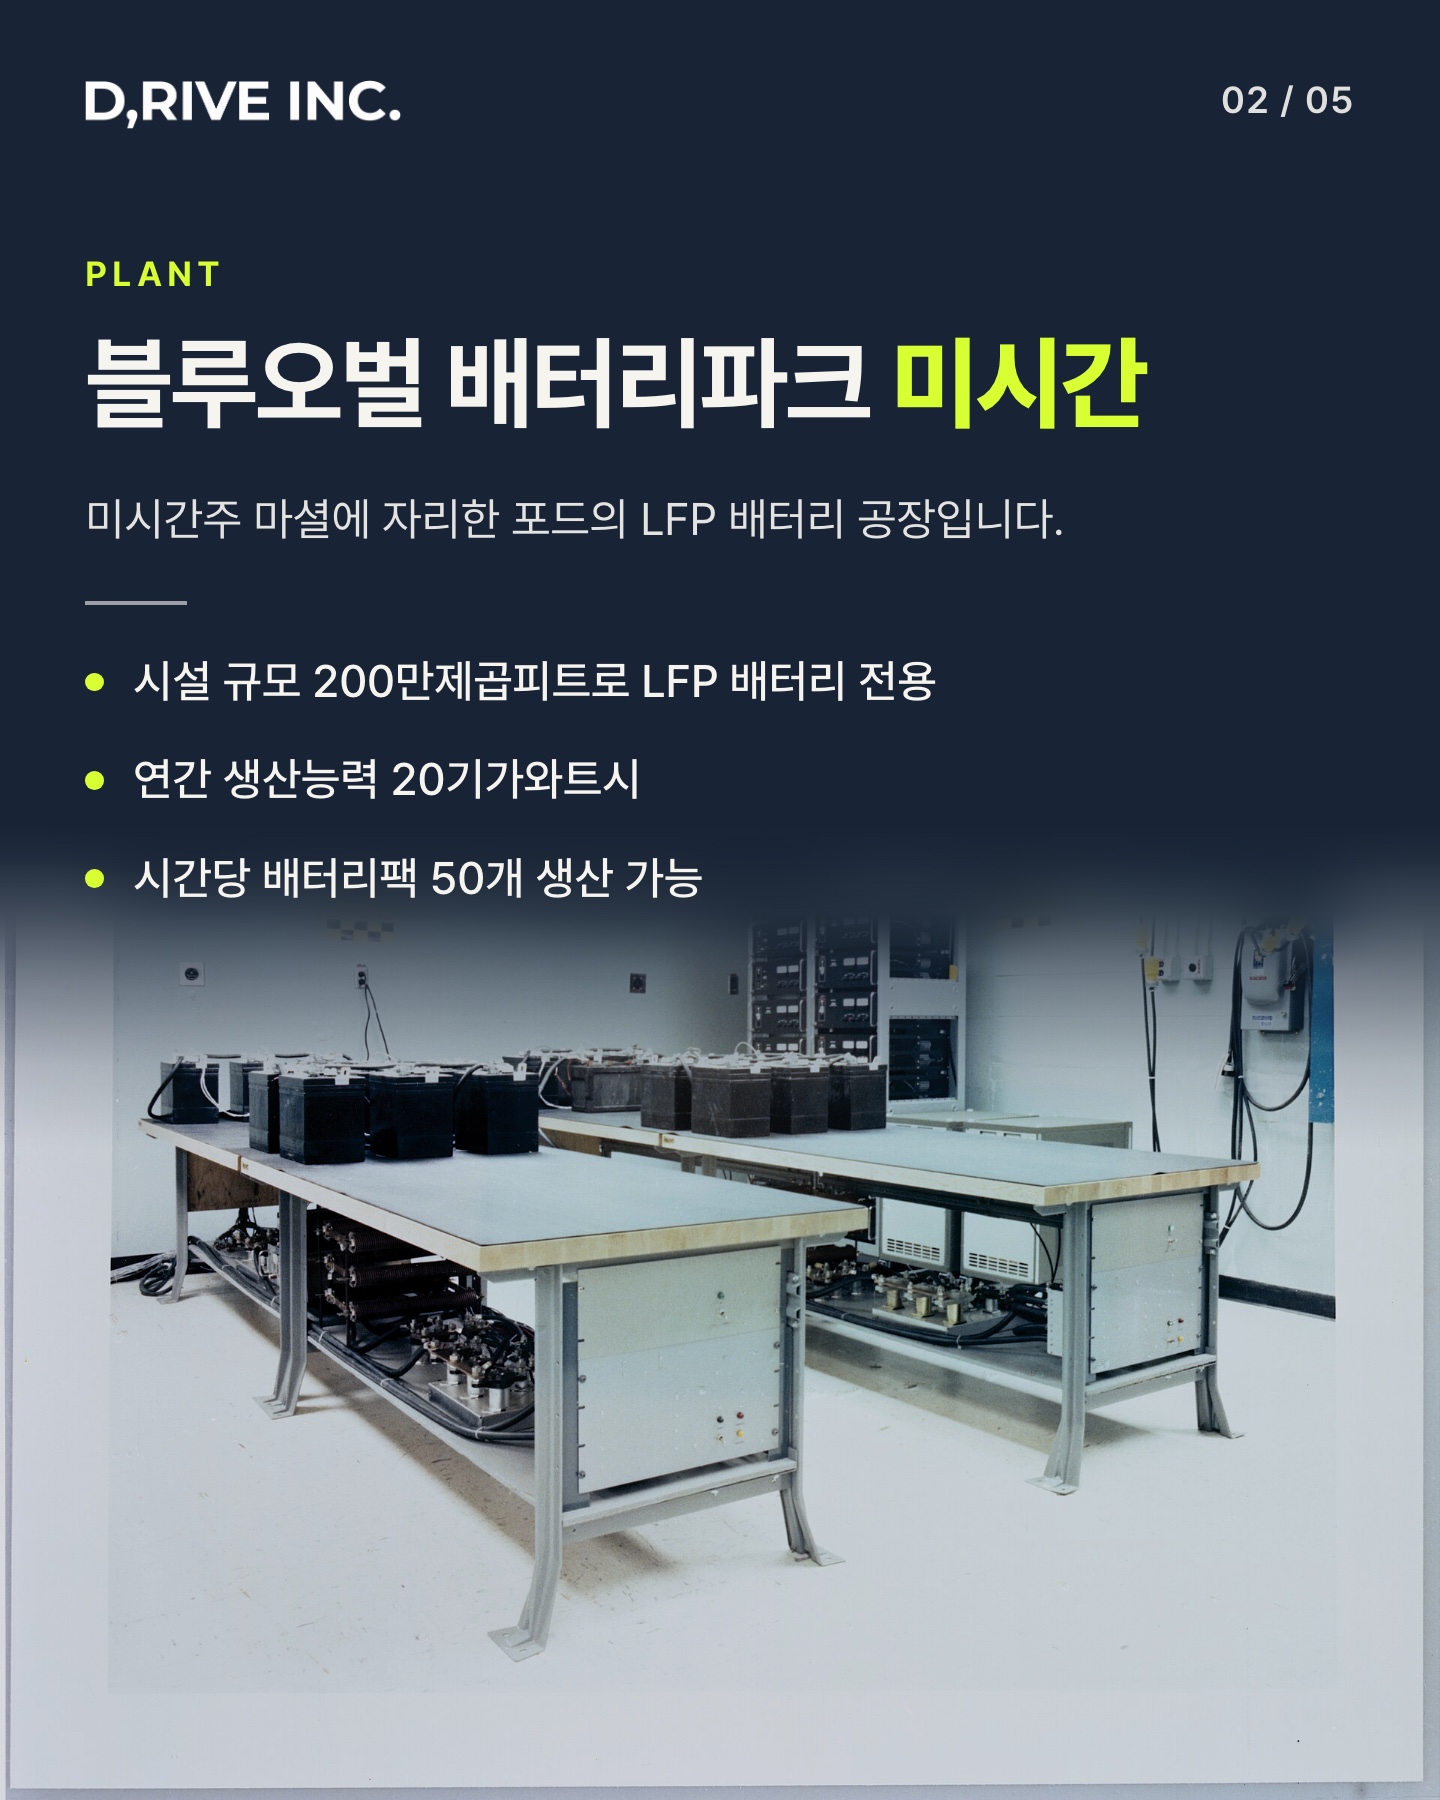 D,RIVE INC.
02 / 05
PLANT
블루오벌 배터리파크 미시간
미시간주 마셜에 자리한 포드의 LFP 배터리 공장입니다.
시설 규모 200만제곱피트로 LFP 배터리 전용
연간 생산능력 20기가와트시
시간당 배터리팩 50개 생산 가능